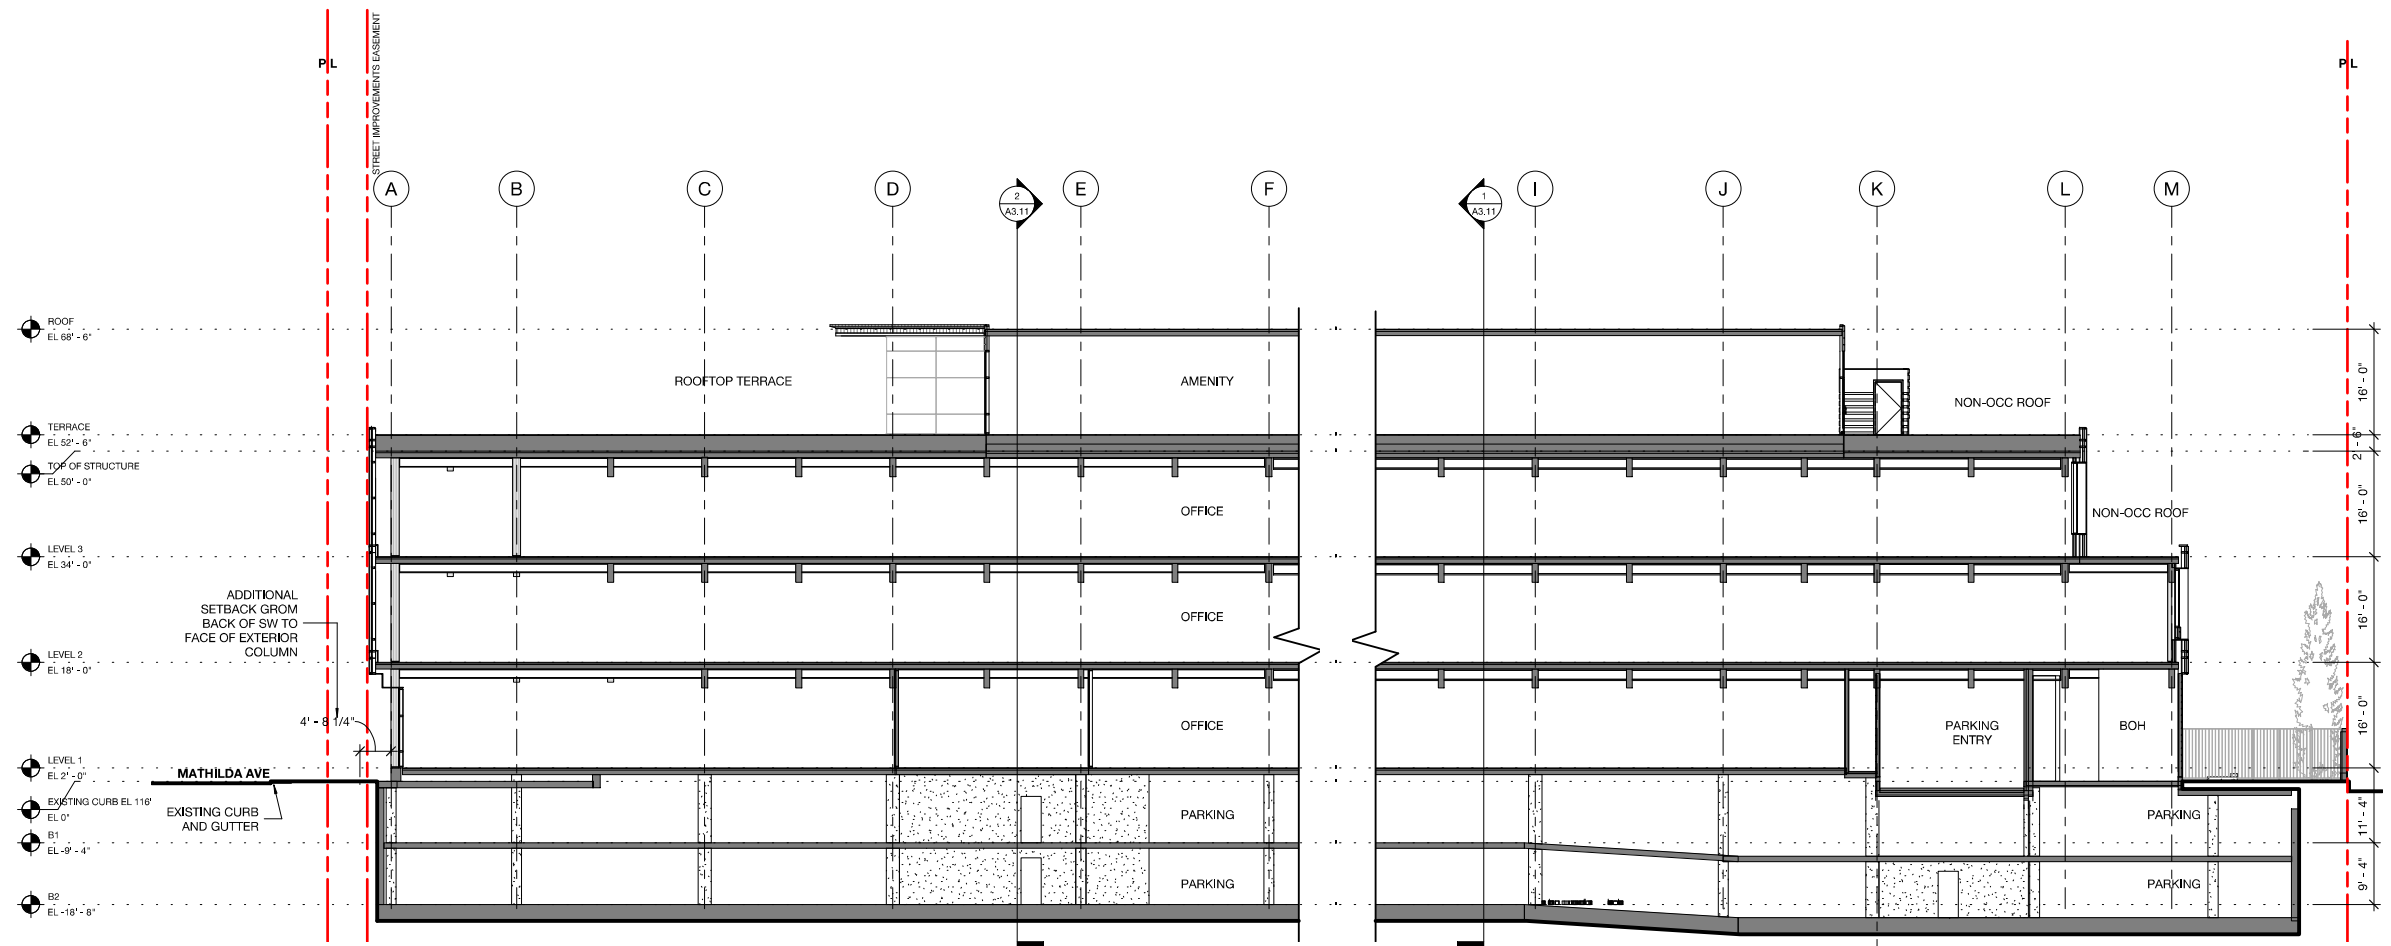 P L
STREET IMPROVEMENTS EASEMENT
P L
A
B
C
D
2
A3.11
E
F
1
A3.11
I
J
K
L
M
ROOF
EL 68' - 6"
ROOFTOP TERRACE
AMENITY
NON-OCC ROOF
16' - 0"
TERRACE
EL 52' - 6"
2' - 6"
TOP OF STRUCTURE
EL 50' - 0"
OFFICE
NON-OCC ROOF
16' - 0"
LEVEL 3
EL 34' - 0"
ADDITIONAL
SETBACK GROM
BACK OF SW TO
FACE OF EXTERIOR
COLUMN
OFFICE
16' - 0"
LEVEL 2
EL 18' - 0"
4' - 8 1/4"
OFFICE
PARKING
ENTRY
BOH
16' - 0"
LEVEL 1
EL 2' - 0"
MATHILDA AVE
EXISTING CURB EL 116'
EL 0"
EXISTING CURB
AND GUTTER
PARKING
PARKING
11' - 4"
B1
EL -9' - 4"
PARKING
PARKING
9' - 4"
B2
EL -18' - 8"